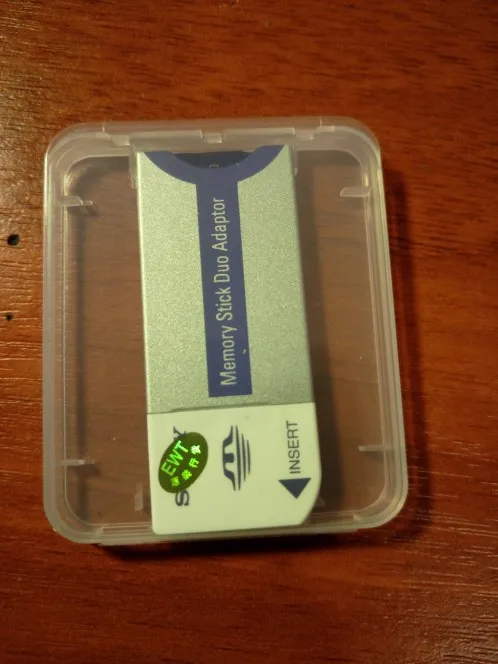 Memory Stick Duo Adaptor
INSERT
EWT